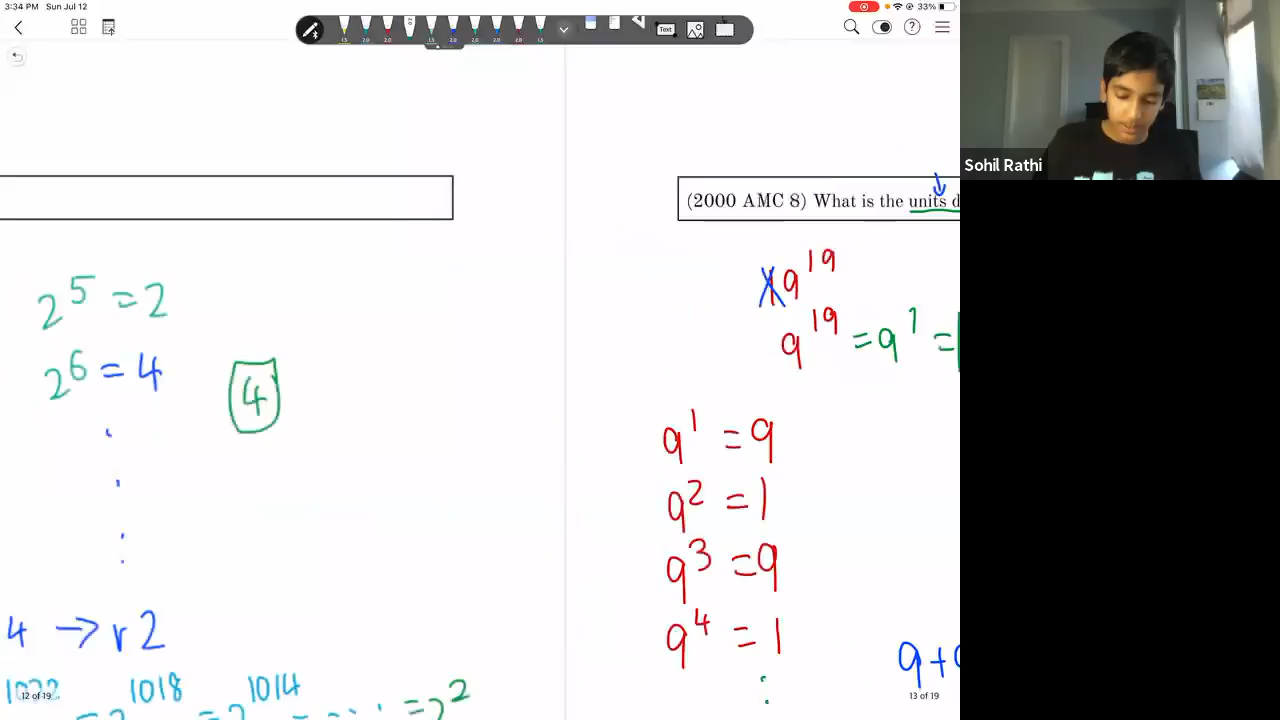 3:34 PM Sun Jul 12
33%
Text
Sohil Rathi
(2000 AMC 8) What is the units d
2^5 = 2
2^6 = 4
4
4 → r 2
= 2^1018 = 2^1014 = ..... = 2^2
12 of 19
19^19
9^19 = 9^1 =
9^1 = 9
9^2 = 1
9^3 = 9
9^4 = 1
9+
13 of 19